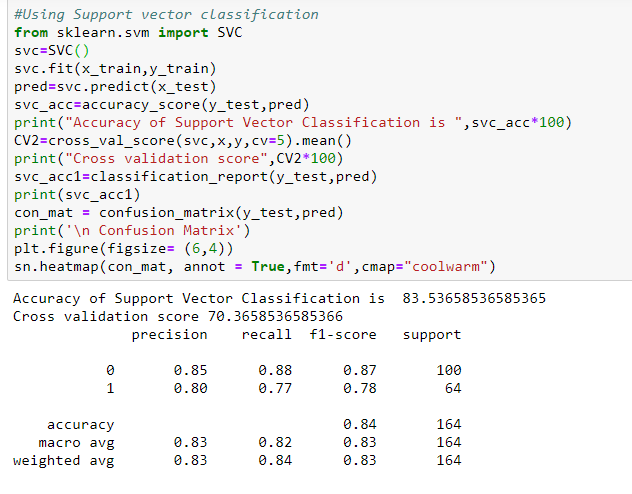 #Using Support vector classification
from sklearn.svm import SVC
svc=SVC()
svc.fit(x_train,y_train)
pred=svc.predict(x_test)
svc_acc=accuracy_score(y_test,pred)
print("Accuracy of Support Vector Classification is ",svc_acc*100)
CV2=cross_val_score(svc,x,y,cv=5).mean()
print("Cross validation score",CV2*100)
svc_acc1=classification_report(y_test,pred)
print(svc_acc1)
con_mat = confusion_matrix(y_test,pred)
print('\n Confusion Matrix')
plt.figure(figsize= (6,4))
sn.heatmap(con_mat, annot = True,fmt='d',cmap="coolwarm")
Accuracy of Support Vector Classification is  83.53658536585365
Cross validation score 70.3658536585366
precision recall f1-score support
0 0.85 0.88 0.87 100
1 0.80 0.77 0.78 64
accuracy 0.84 164
macro avg 0.83 0.82 0.83 164
weighted avg 0.83 0.84 0.83 164